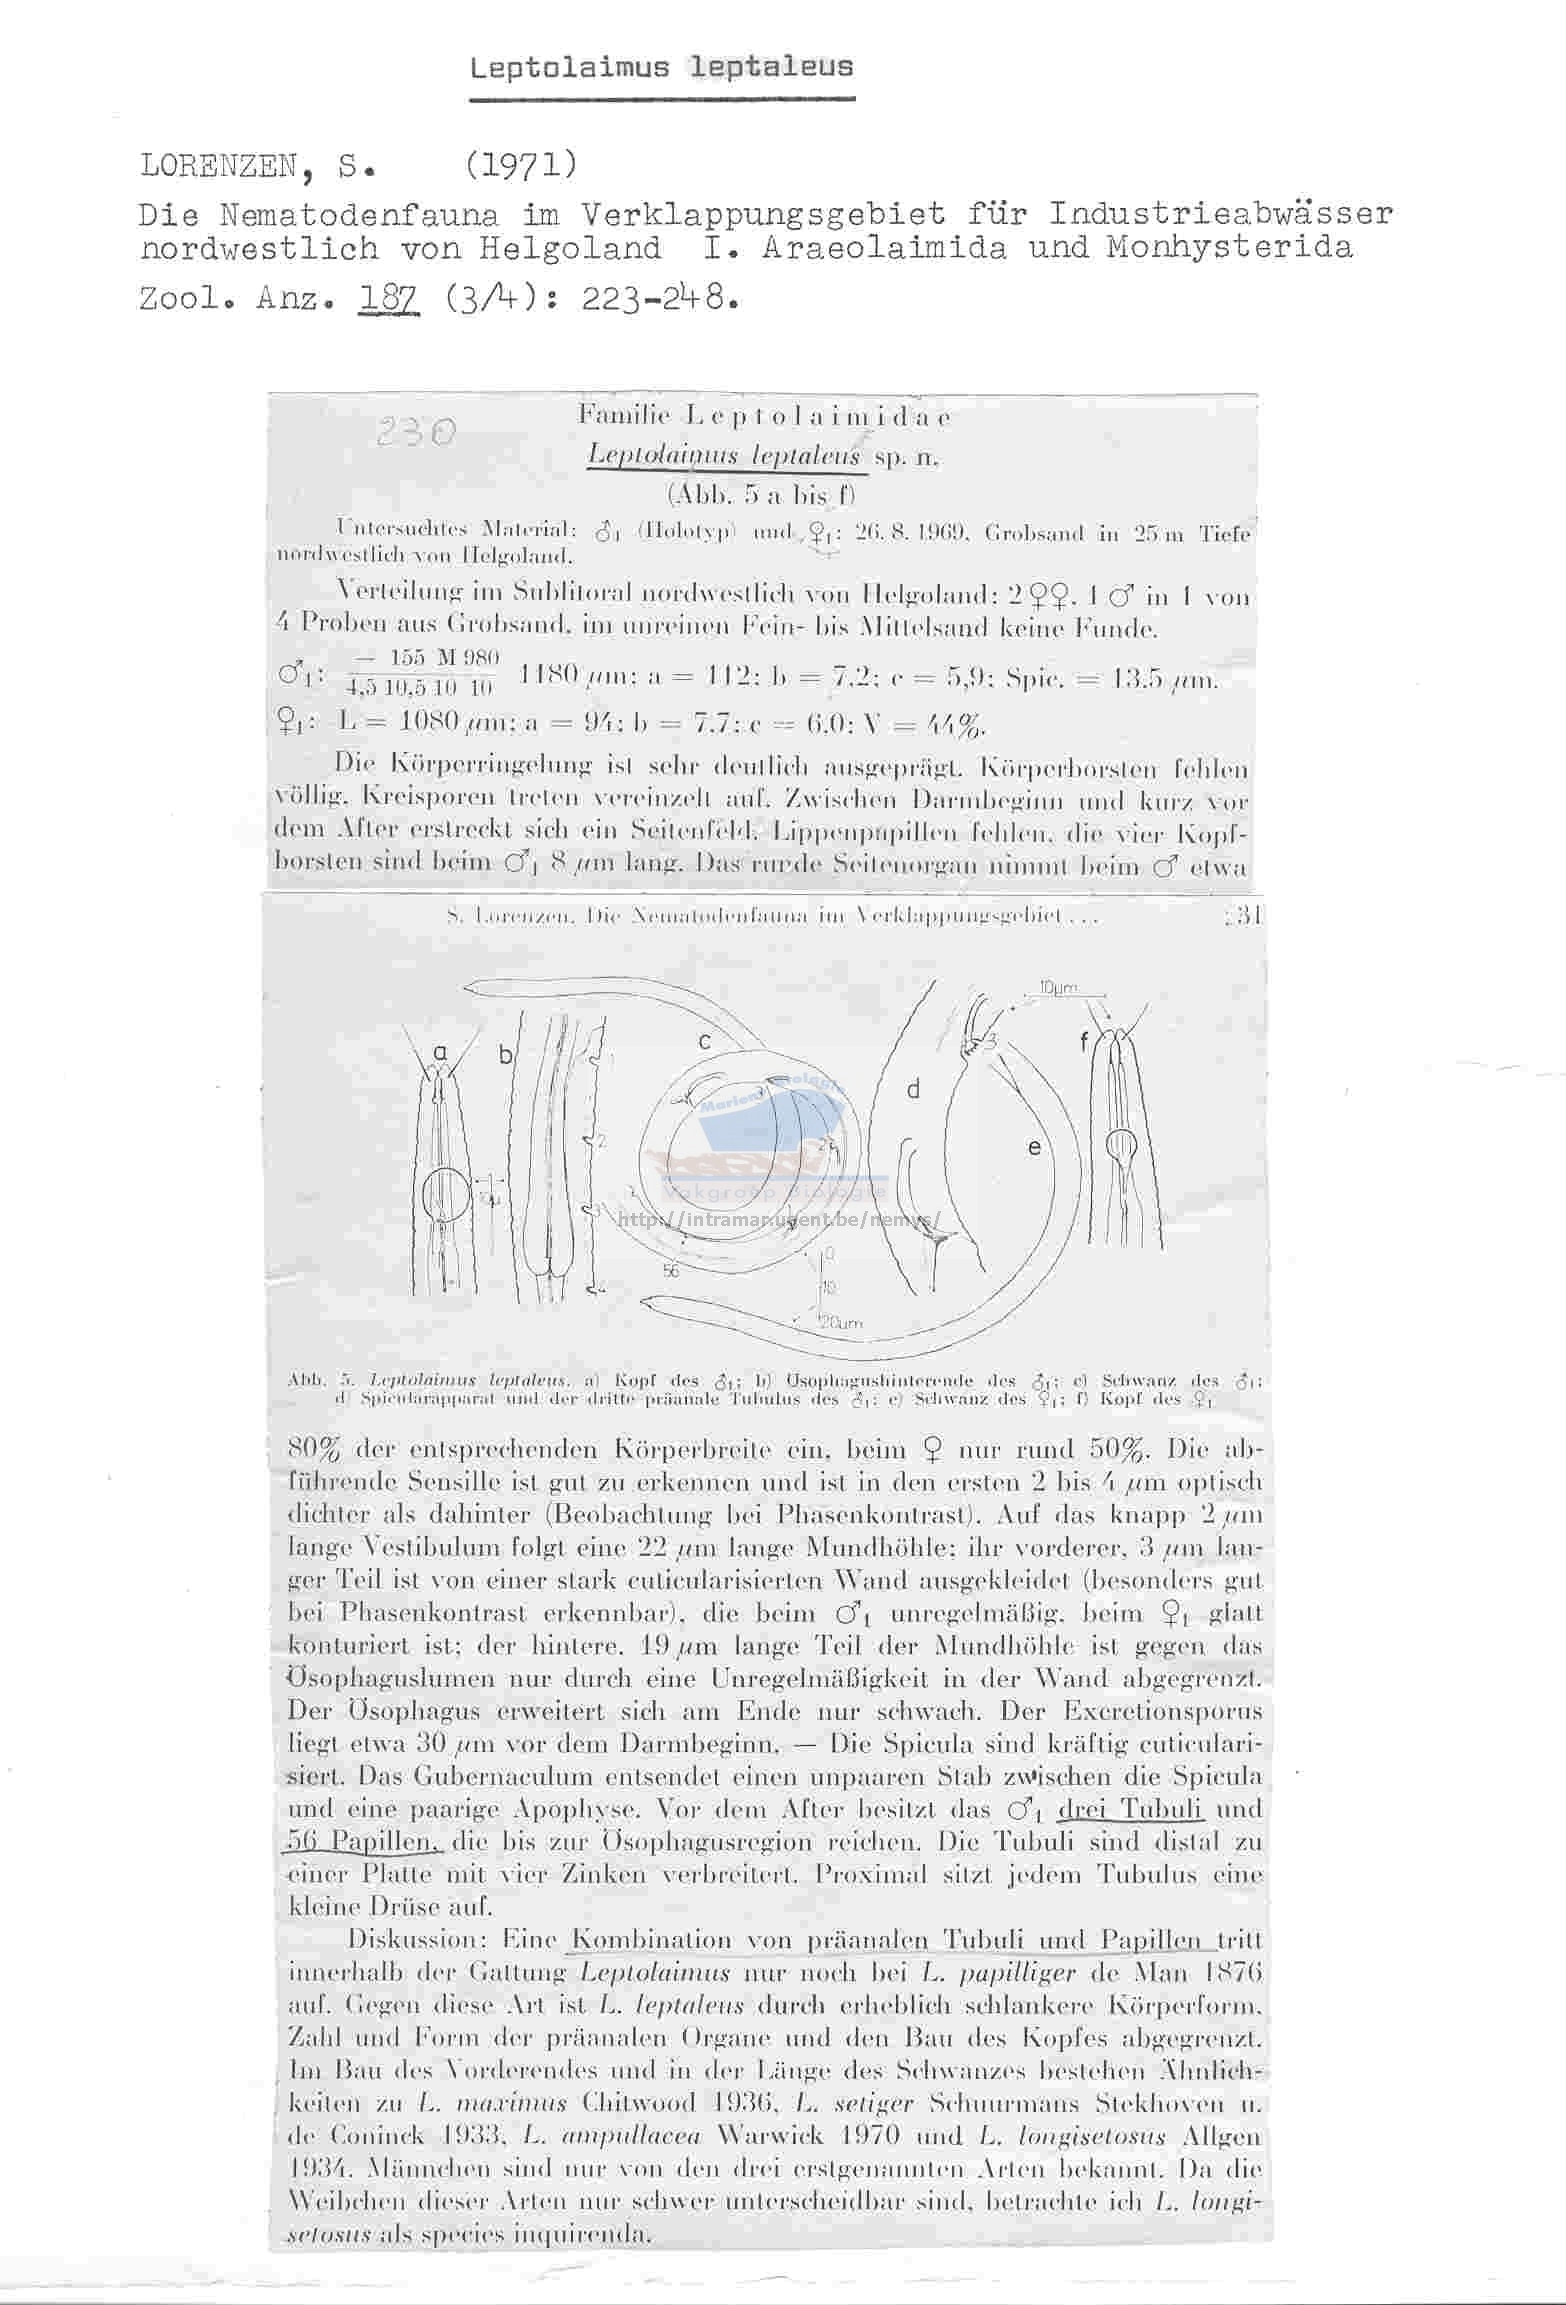 Leptolaimus leptaleus
LORENZEN, S. (1971)
Die Nematodenfauna im Verklappungsgebiet für Industrieabwässer
nordwestlich von Helgoland I. Araeolaimida und Monhysterida
Zool. Anz. 187 (3/4): 223-248.
230
Familie Leptolaimidae
Leptolaimus leptaleus sp. n.
(Abb. 5 a bis f)
Untersuchtes Material: ♂1 (Holotyp) und ♀1: 26. 8. 1969, Grobsand in 25 m Tiefe
nordwestlich von Helgoland.
Verteilung im Sublitoral nordwestlich von Helgoland: 2 ♀♀, 1 ♂ in 1 von
4 Proben aus Grobsand, im unreinen Fein- bis Mittelsand keine Funde.
— 155 M 980
♂1: 4,5 10,5 10 10 1180 µm; a = 112; b = 7,2; c = 5,9; Spic. = 13,5 µm.
♀1: L = 1080 µm; a = 94; b = 7,7; c = 6,0; V = 44%.
Die Körperringelung ist sehr deutlich ausgeprägt. Körperborsten fehlen
völlig. Kreisporen treten vereinzelt auf. Zwischen Darmbeginn und kurz vor
dem After erstreckt sich ein Seitenfeld. Lippenpapillen fehlen, die vier Kopf-
borsten sind beim ♂1 8 µm lang. Das runde Seitenorgan nimmt beim ♂ etwa
S. Lorenzen, Die Nematodenfauna im Verklappungsgebiet . . . 231
10µm
a b c d e f
3
2
2
3
56
0
10
20µm
Mariene Biologie
Vakgroep Biologie
http://intramar.ugent.be/nemys/
Abb. 5. Leptolaimus leptaleus. a) Kopf des ♂1; b) Ösophagushinterende des ♂1; c) Schwanz des ♂1;
d) Spicularapparat und der dritte präanale Tubulus des ♂1; e) Schwanz des ♀1; f) Kopf des ♀1
80% der entsprechenden Körperbreite ein, beim ♀ nur rund 50%. Die ab-
führende Sensille ist gut zu erkennen und ist in den ersten 2 bis 4 µm optisch
dichter als dahinter (Beobachtung bei Phasenkontrast). Auf das knapp 2 µm
lange Vestibulum folgt eine 22 µm lange Mundhöhle; ihr vorderer, 3 µm lan-
ger Teil ist von einer stark cuticularisierten Wand ausgekleidet (besonders gut
bei Phasenkontrast erkennbar), die beim ♂1 unregelmäßig, beim ♀1 glatt
konturiert ist; der hintere, 19 µm lange Teil der Mundhöhle ist gegen das
Ösophaguslumen nur durch eine Unregelmäßigkeit in der Wand abgegrenzt.
Der Ösophagus erweitert sich am Ende nur schwach. Der Excretionsporus
liegt etwa 30 µm vor dem Darmbeginn. — Die Spicula sind kräftig cuticulari-
siert. Das Gubernaculum entsendet einen unpaaren Stab zwischen die Spicula
und eine paarige Apophyse. Vor dem After besitzt das ♂1 drei Tubuli und
56 Papillen, die bis zur Ösophagusregion reichen. Die Tubuli sind distal zu
einer Platte mit vier Zinken verbreitert. Proximal sitzt jedem Tubulus eine
kleine Drüse auf.
Diskussion: Eine Kombination von präanalen Tubuli und Papillen tritt
innerhalb der Gattung Leptolaimus nur noch bei L. papilliger de Man 1876
auf. Gegen diese Art ist L. leptaleus durch erheblich schlankere Körperform,
Zahl und Form der präanalen Organe und den Bau des Kopfes abgegrenzt.
Im Bau des Vorderendes und in der Länge des Schwanzes bestehen Ähnlich-
keiten zu L. maximus Chitwood 1936, L. setiger Schuurmans Stekhoven u.
de Coninck 1933, L. ampullacea Warwick 1970 und L. longisetosus Allgen
1934. Männchen sind nur von den drei erstgenannten Arten bekannt. Da die
Weibchen dieser Arten nur schwer unterscheidbar sind, betrachte ich L. longi-
setosus als species inquirenda.